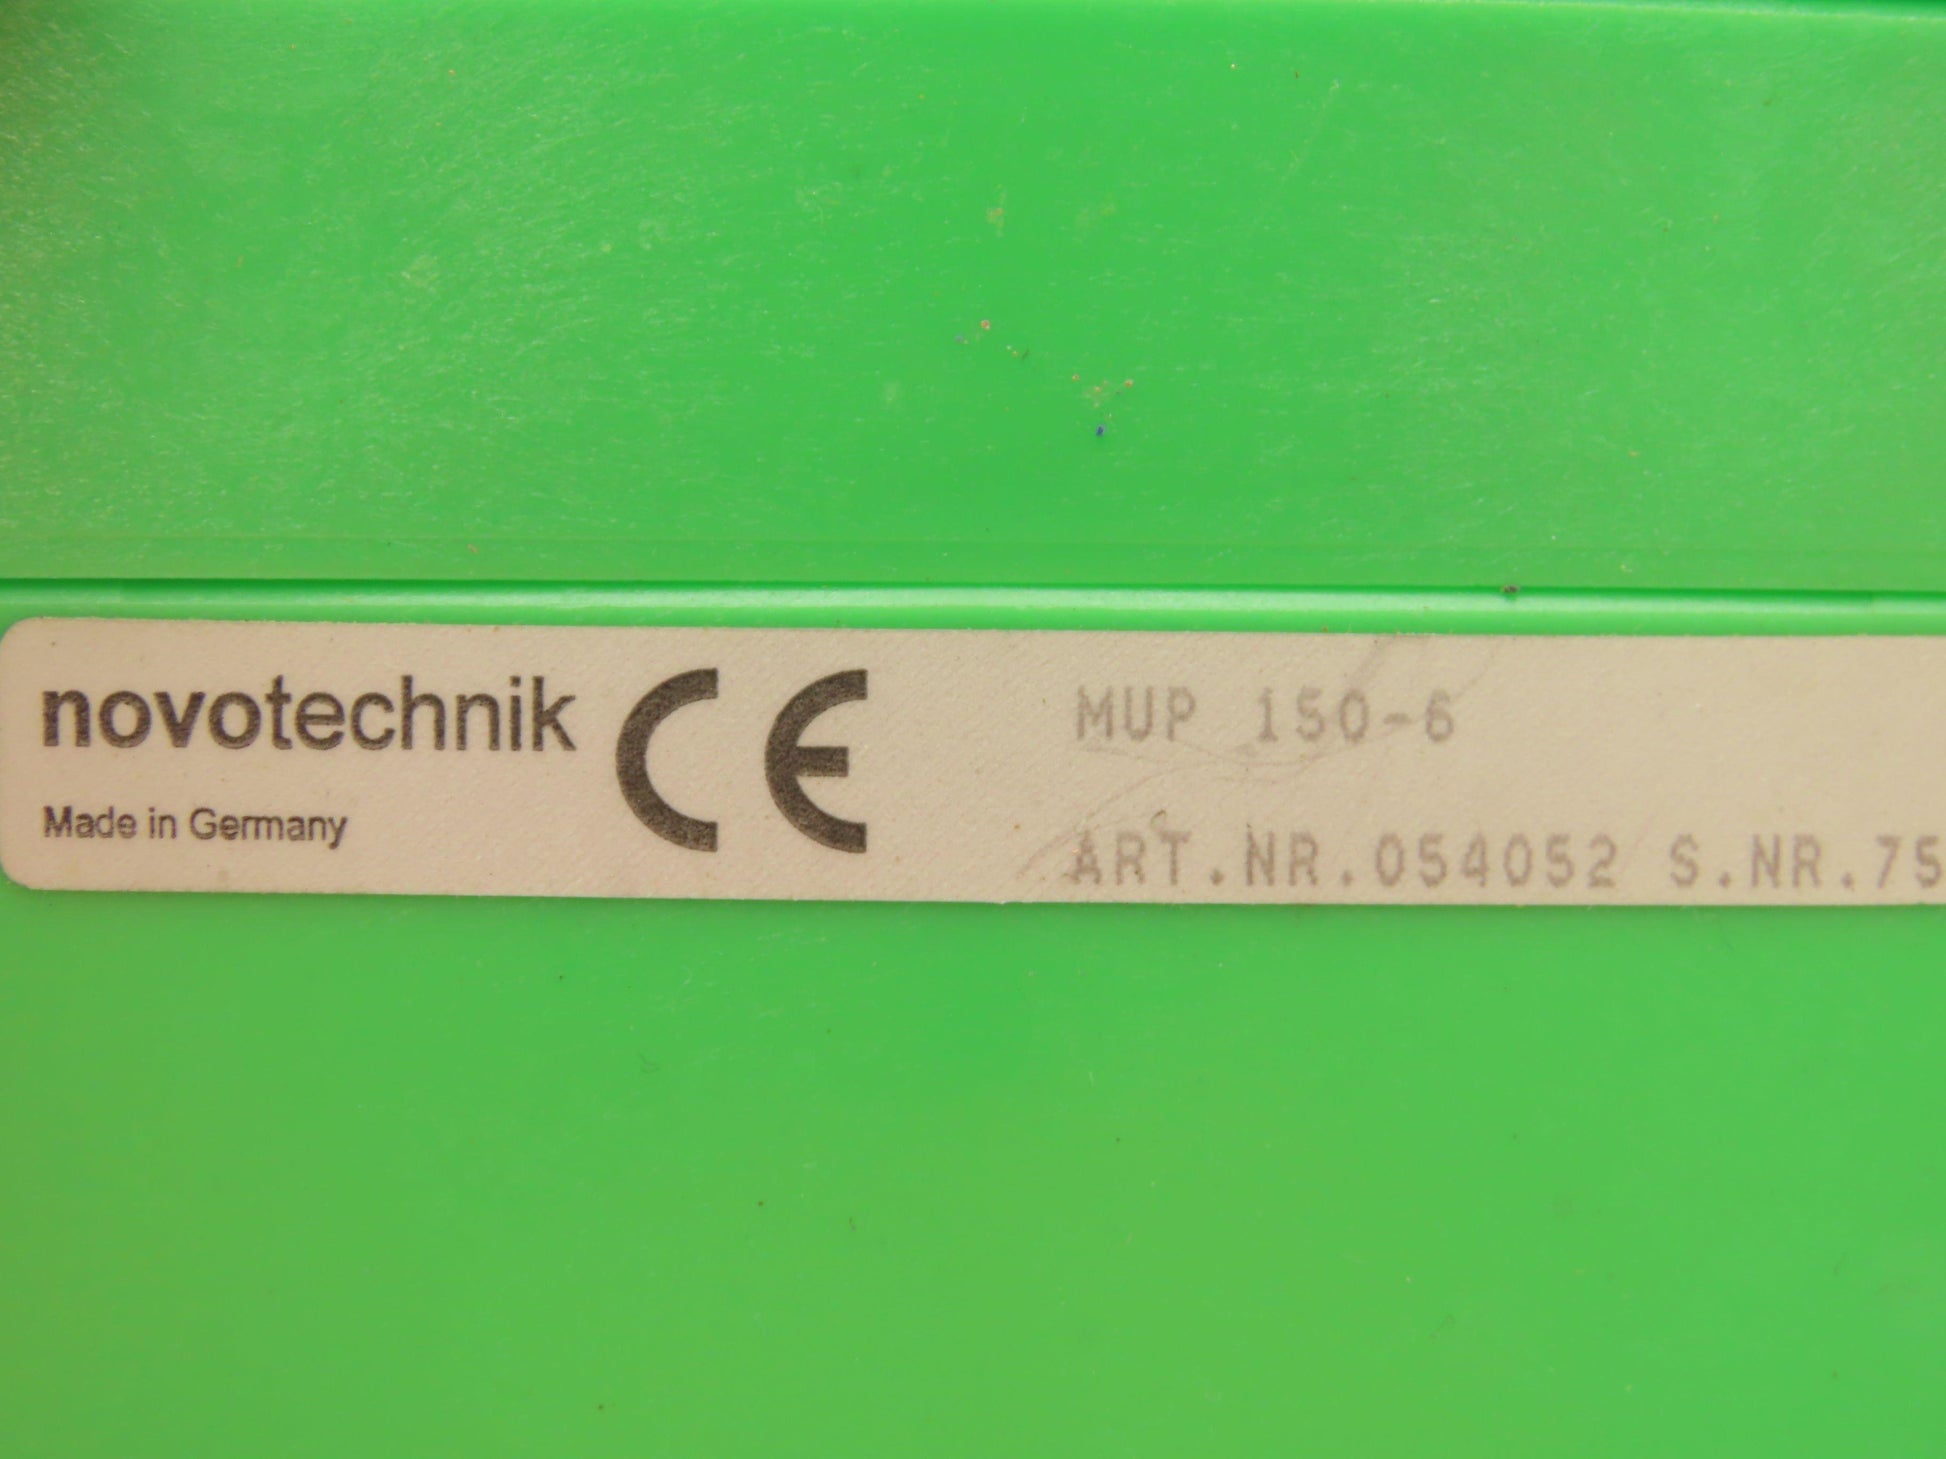 novotechnik CE MUP 150-6
Made in Germany ART.NR.054052 S.NR.75